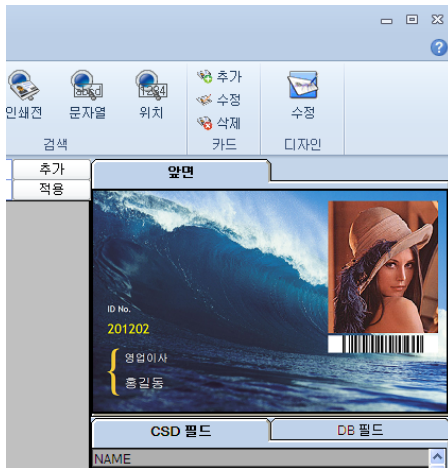 인쇄전 문자열 위치
검색
추가
수정
삭제
카드
수정
디자인
추가
적용
앞면
ID No.
201202
영업이사
홍길동
CSD 필드 DB 필드
NAME